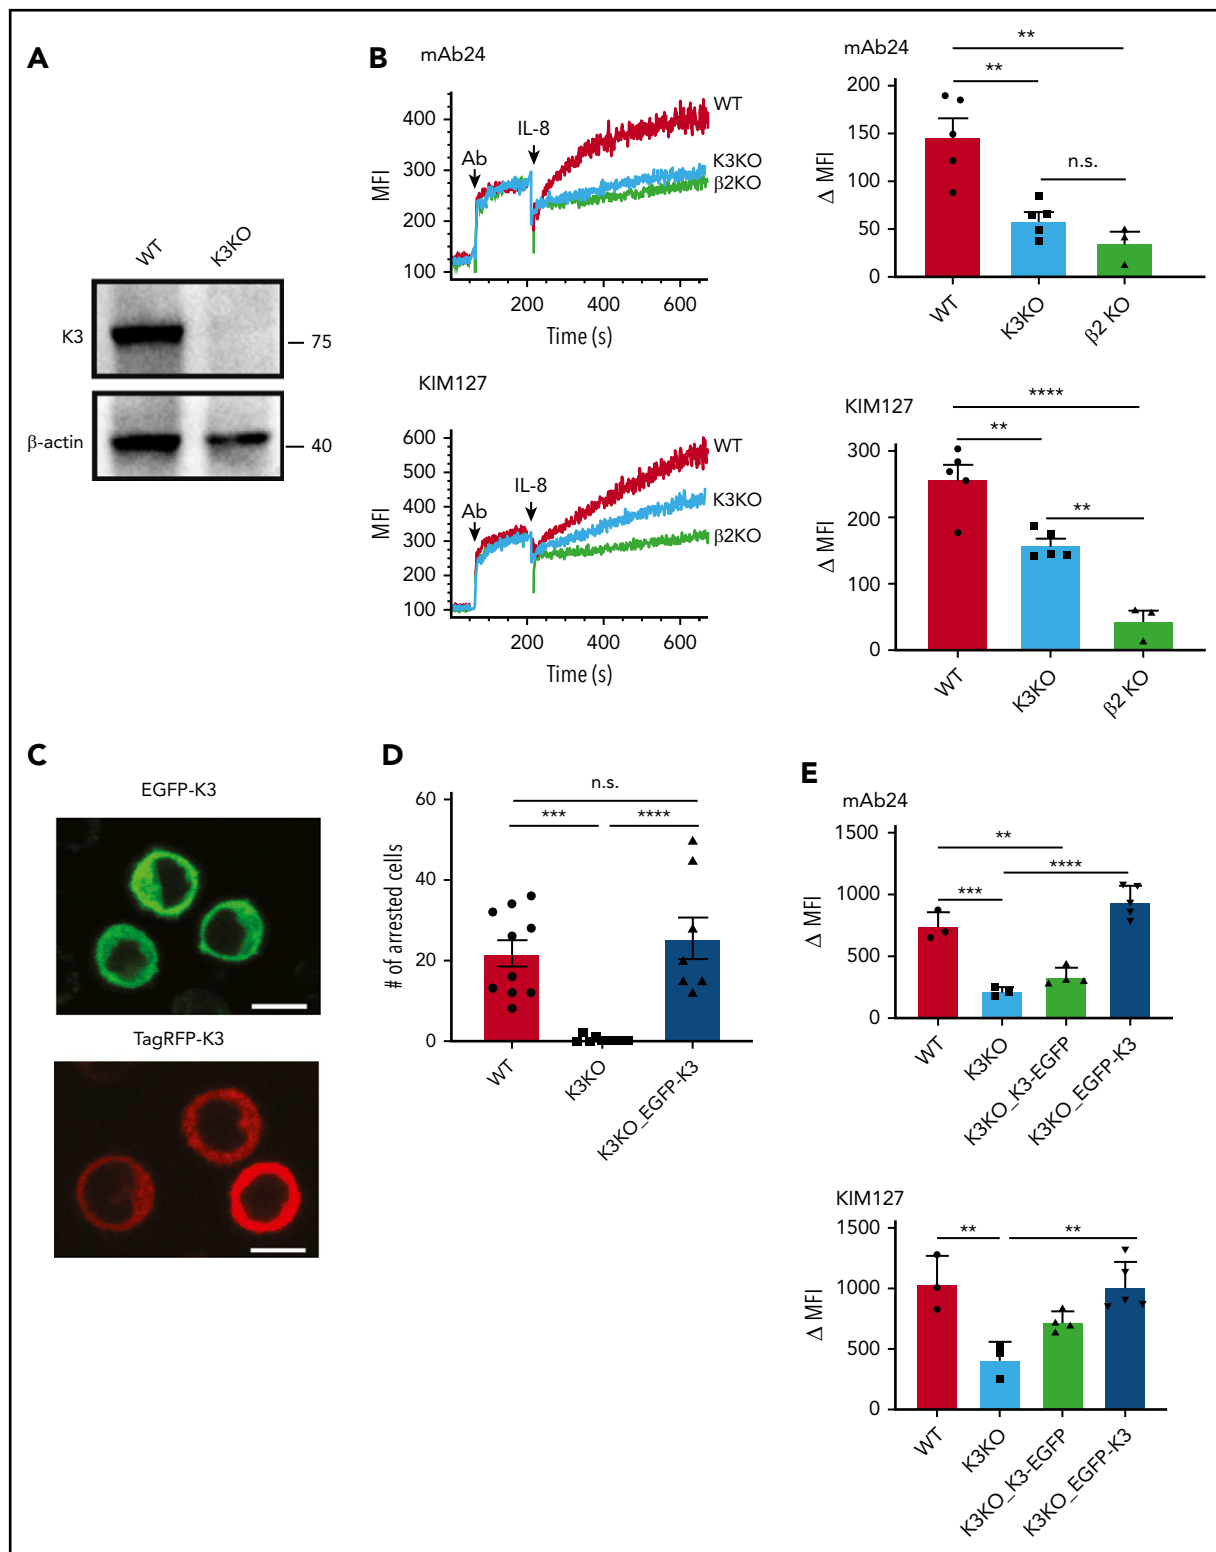 A
WT
K3KO
K3
75
β-actin
40
B
mAb24
MFI
400
300
200
100
Ab
IL-8
WT
K3KO
β2KO
200
400
600
Time (s)
mAb24
**
**
n.s.
Δ MFI
200
150
100
50
0
WT
K3KO
β2 KO
KIM127
MFI
600
500
400
300
200
100
Ab
IL-8
WT
K3KO
β2KO
200
400
600
Time (s)
KIM127
****
**
**
Δ MFI
300
200
100
0
WT
K3KO
β2 KO
C
EGFP-K3
TagRFP-K3
D
n.s.
***
****
# of arrested cells
60
40
20
0
WT
K3KO
K3KO_EGFP-K3
E
mAb24
**
****
***
Δ MFI
1500
1000
500
0
WT
K3KO
K3KO_K3-EGFP
K3KO_EGFP-K3
KIM127
**
**
Δ MFI
1500
1000
500
0
WT
K3KO
K3KO_K3-EGFP
K3KO_EGFP-K3